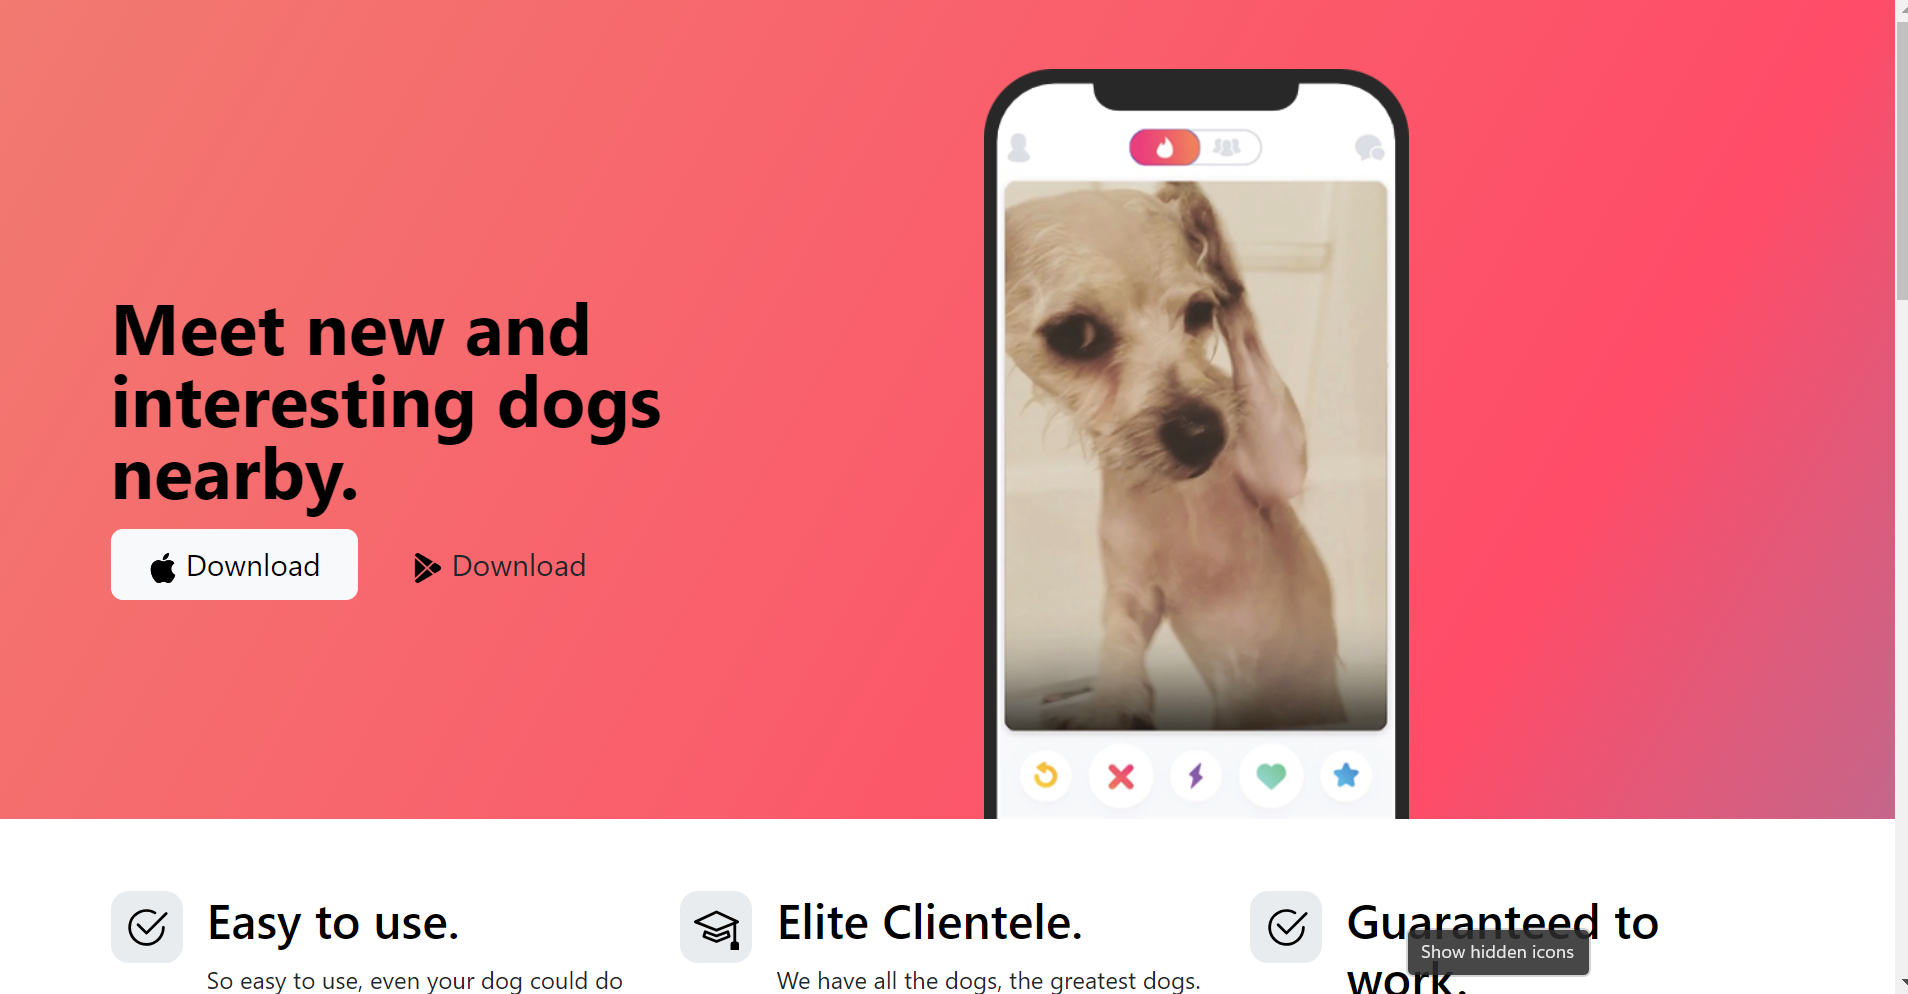 Meet new and
interesting dogs
nearby.
Download
Download
Easy to use.
So easy to use, even your dog could do
Elite Clientele.
We have all the dogs, the greatest dogs.
Guaranteed to
work.
Show hidden icons